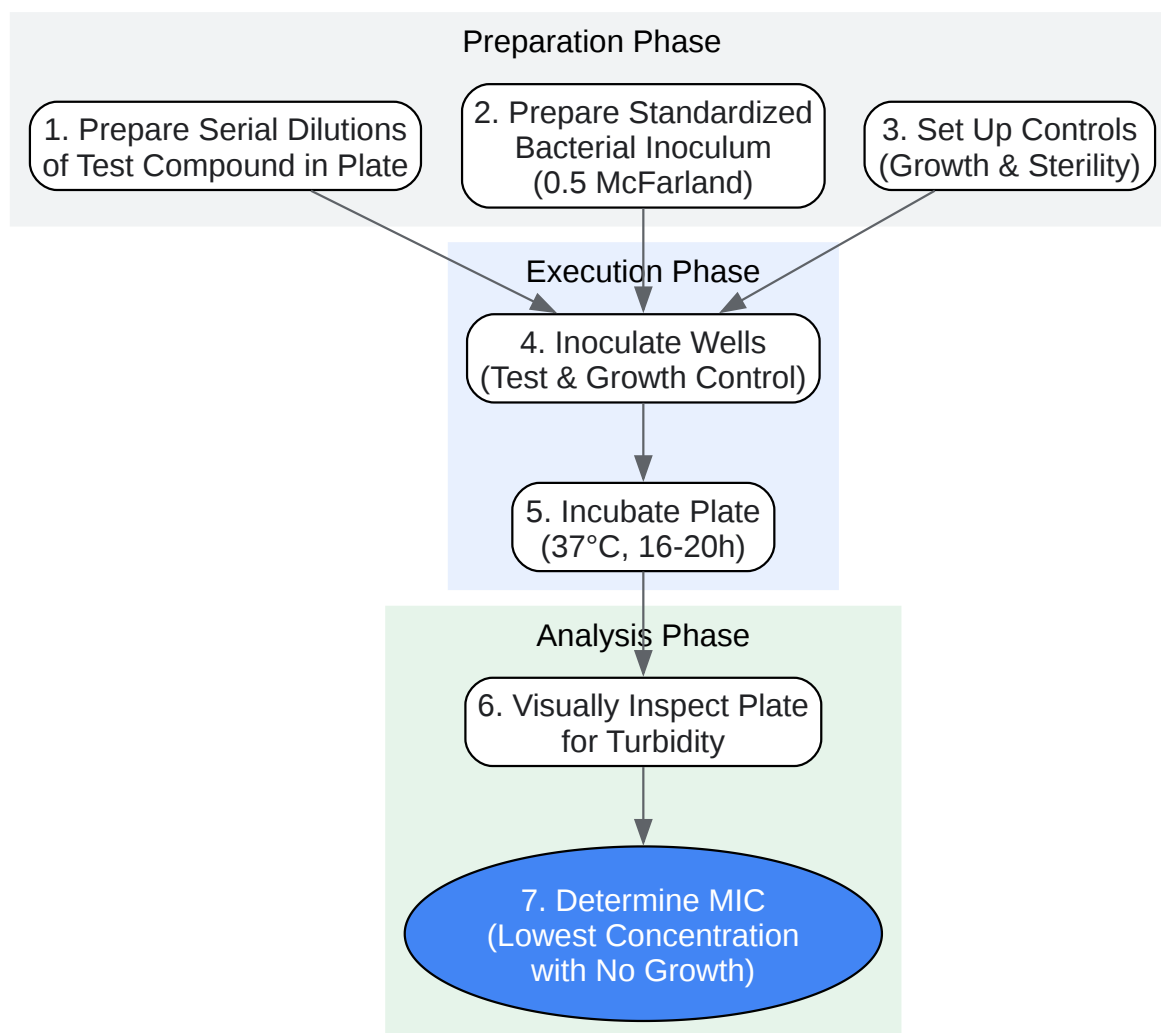 Preparation Phase
1. Prepare Serial Dilutions
of Test Compound in Plate
2. Prepare Standardized
Bacterial Inoculum
(0.5 McFarland)
3. Set Up Controls
(Growth & Sterility)
Execution Phase
4. Inoculate Wells
(Test & Growth Control)
5. Incubate Plate
(37°C, 16-20h)
Analysis Phase
6. Visually Inspect Plate
for Turbidity
7. Determine MIC
(Lowest Concentration
with No Growth)